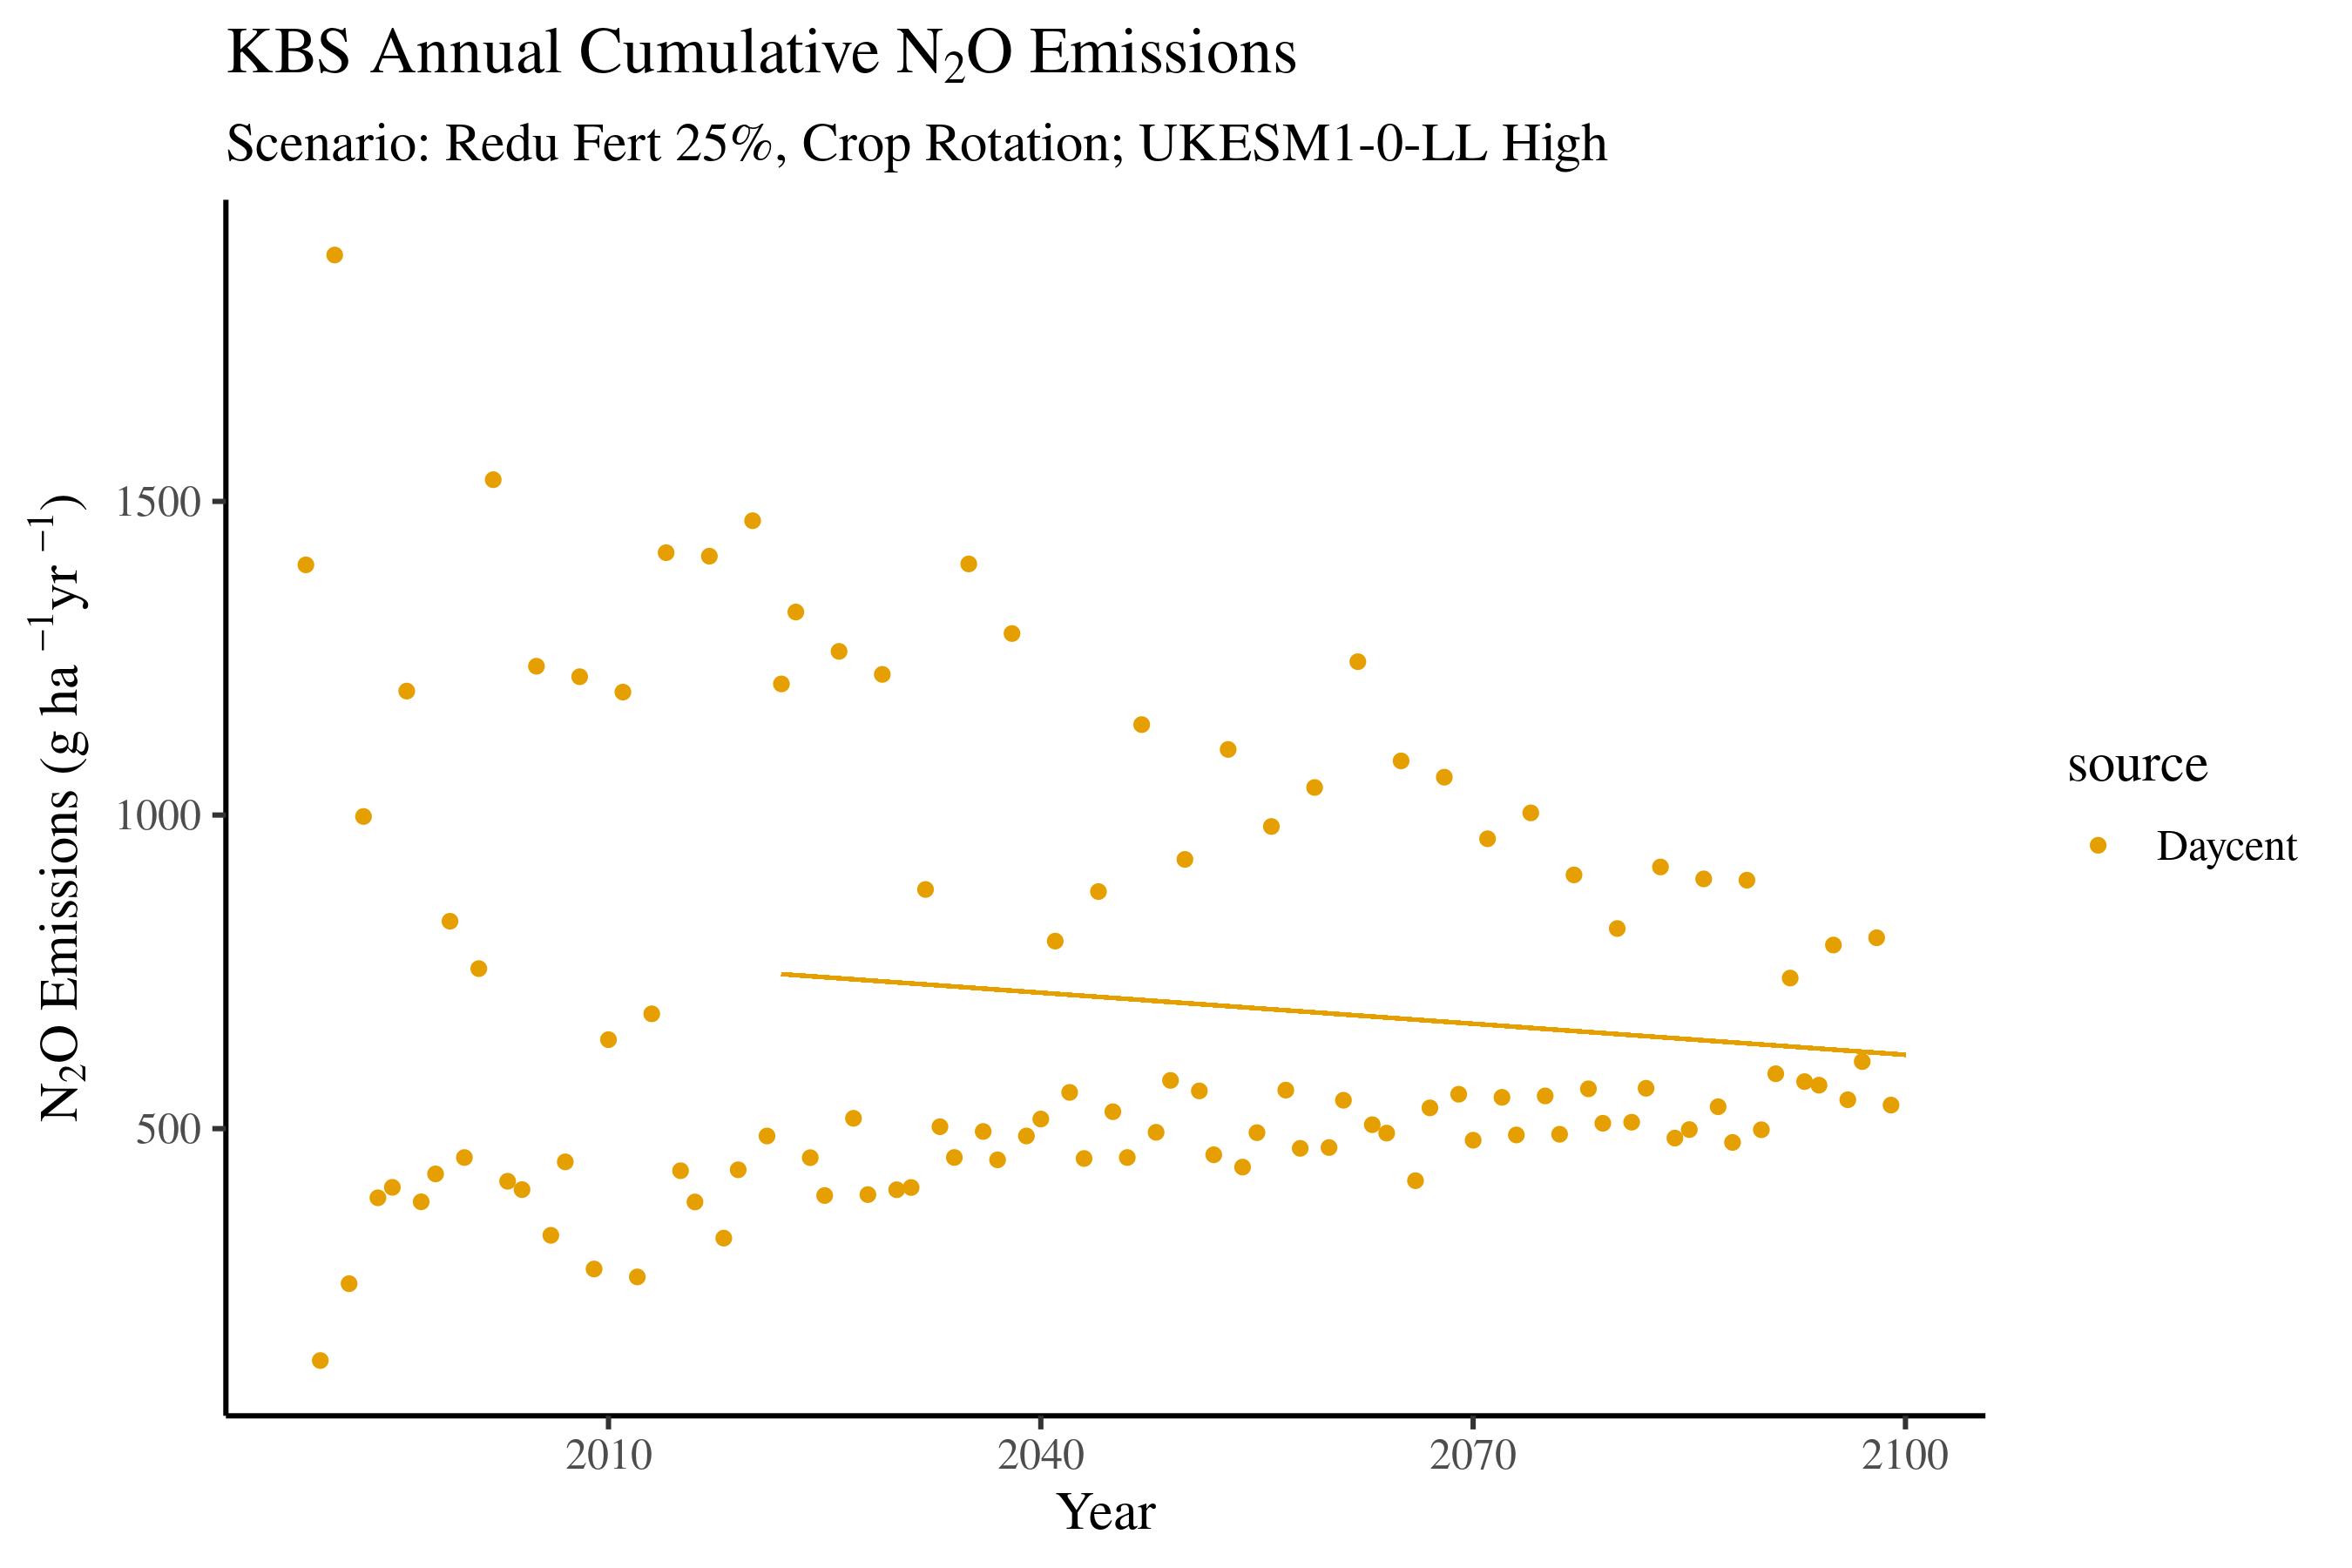 KBS Annual Cumulative N₂O Emissions
Scenario: Redu Fert 25%, Crop Rotation; UKESM1-0-LL High
N₂O Emissions (g ha⁻¹yr⁻¹)
1500
1000
500
2010 2040 2070 2100
Year
source
Daycent